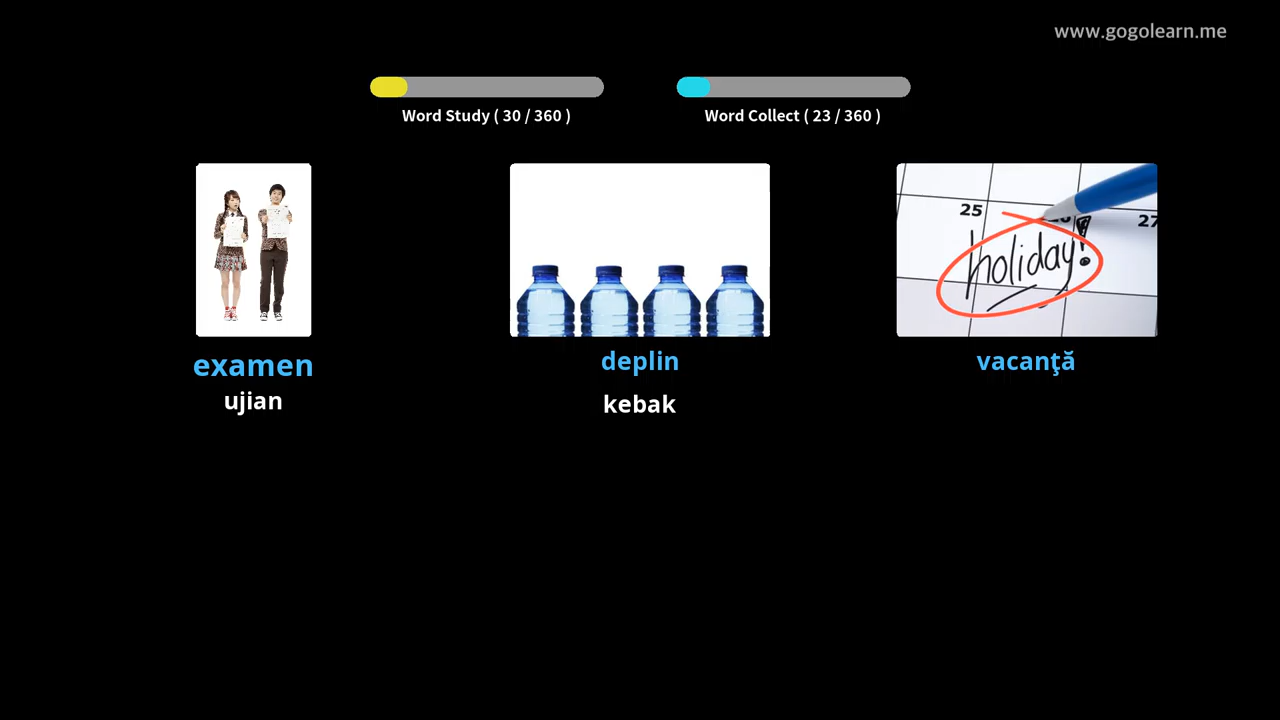 www.gogolearn.me
Word Study ( 30 / 360 )
Word Collect ( 23 / 360 )
25
27
holiday!
examen
deplin
vacanţă
ujian
kebak